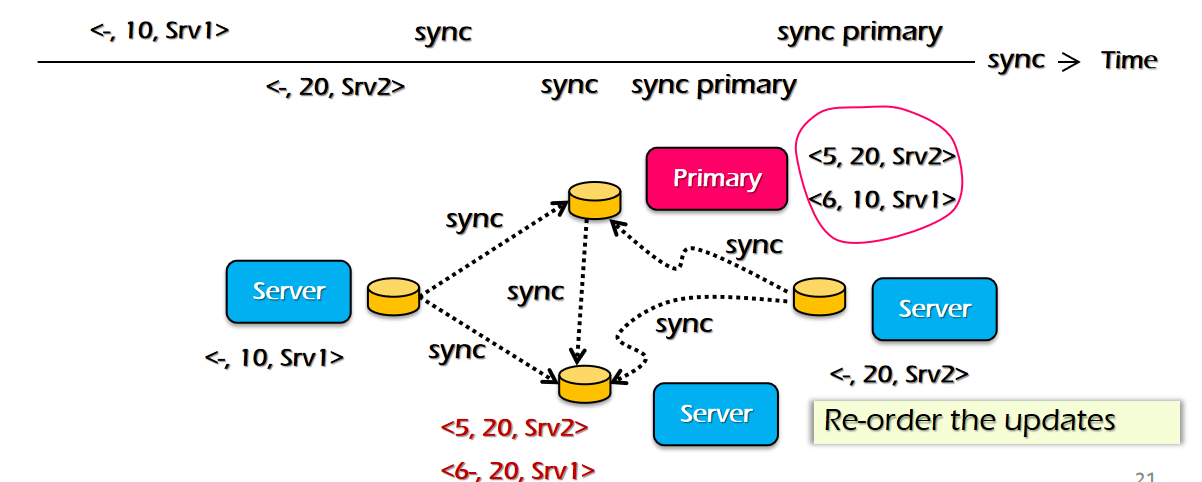 <-, 10, Srv1>
sync
sync primary
sync
Time
<-, 20, Srv2>
sync
sync primary
Primary
<5, 20, Srv2>
<6, 10, Srv1>
sync
sync
sync
Server
Server
sync
sync
<-, 10, Srv1>
<-, 20, Srv2>
Server
<5, 20, Srv2>
<6-, 20, Srv1>
Re-order the updates
21